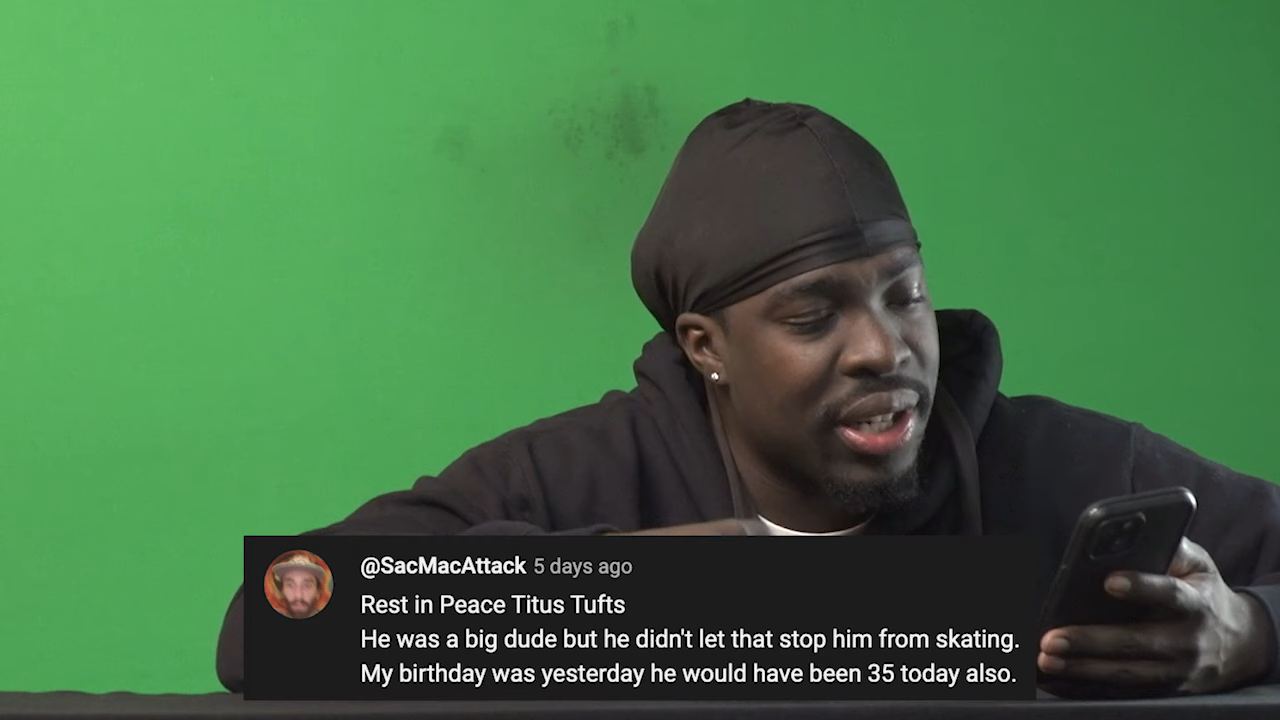 @SacMacAttack 5 days ago
Rest in Peace Titus Tufts
He was a big dude but he didn't let that stop him from skating.
My birthday was yesterday he would have been 35 today also.